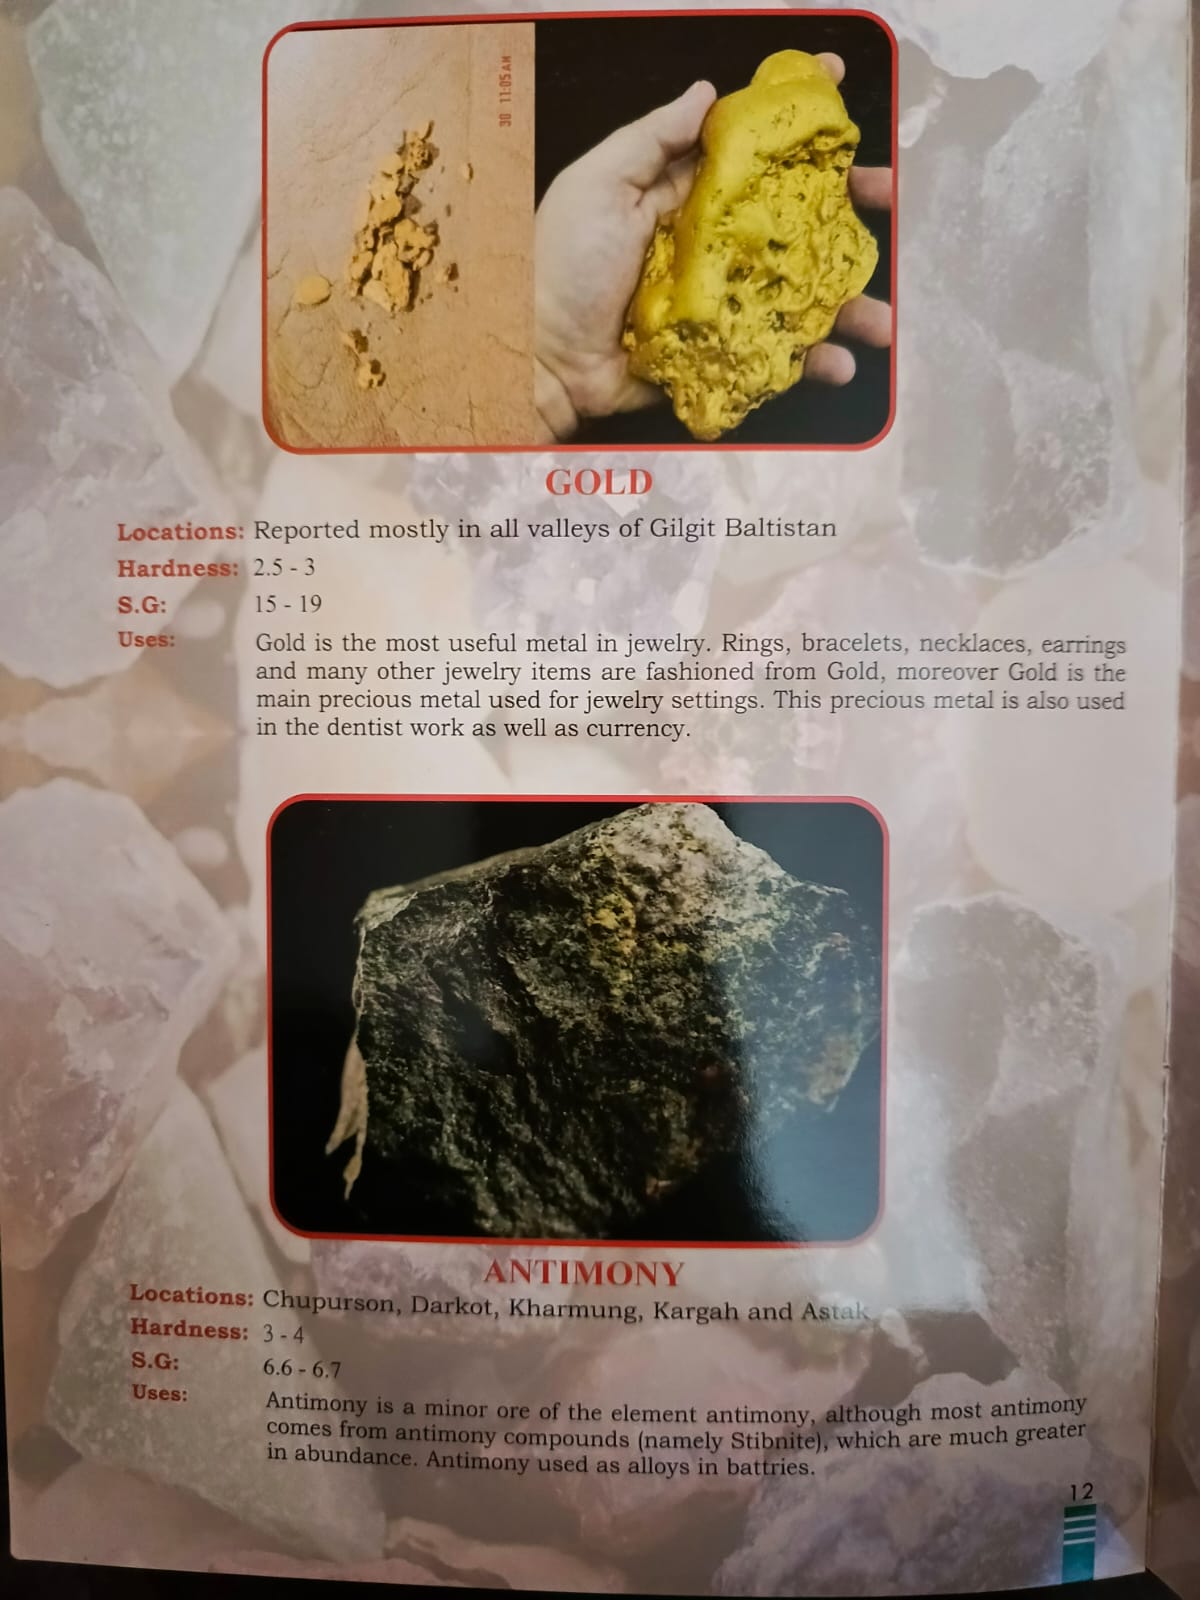 30 11:05AM
GOLD
Locations: Reported mostly in all valleys of Gilgit Baltistan
Hardness: 2.5 - 3
S.G: 15 - 19
Uses: Gold is the most useful metal in jewelry. Rings, bracelets, necklaces, earrings
and many other jewelry items are fashioned from Gold, moreover Gold is the
main precious metal used for jewelry settings. This precious metal is also used
in the dentist work as well as currency.
ANTIMONY
Locations: Chupurson, Darkot, Kharmung, Kargah and Astak
Hardness: 3 - 4
S.G: 6.6 - 6.7
Uses: Antimony is a minor ore of the element antimony, although most antimony
comes from antimony compounds (namely Stibnite), which are much greater
in abundance. Antimony used as alloys in battries.
12